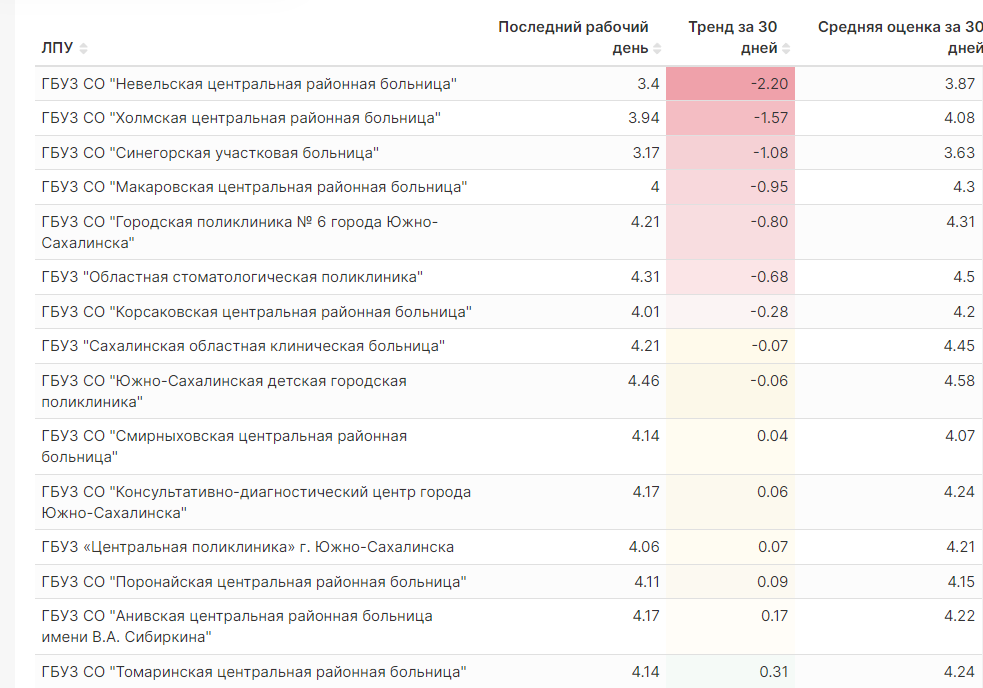 ЛПУ
Последний рабочий
день
Тренд за 30
дней
Средняя оценка за 30
дней
ГБУЗ СО "Невельская центральная районная больница" 3.4 -2.20 3.87
ГБУЗ СО "Холмская центральная районная больница" 3.94 -1.57 4.08
ГБУЗ СО "Синегорская участковая больница" 3.17 -1.08 3.63
ГБУЗ СО "Макаровская центральная районная больница" 4 -0.95 4.3
ГБУЗ СО "Городская поликлиника № 6 города Южно- 4.21 -0.80 4.31
Сахалинска"
ГБУЗ "Областная стоматологическая поликлиника" 4.31 -0.68 4.5
ГБУЗ СО "Корсаковская центральная районная больница" 4.01 -0.28 4.2
ГБУЗ "Сахалинская областная клиническая больница" 4.21 -0.07 4.45
ГБУЗ СО "Южно-Сахалинская детская городская 4.46 -0.06 4.58
поликлиника"
ГБУЗ СО "Смирныховская центральная районная 4.14 0.04 4.07
больница"
ГБУЗ СО "Консультативно-диагностический центр города 4.17 0.06 4.24
Южно-Сахалинска"
ГБУЗ «Центральная поликлиника» г. Южно-Сахалинска 4.06 0.07 4.21
ГБУЗ СО "Поронайская центральная районная больница" 4.11 0.09 4.15
ГБУЗ СО "Анивская центральная районная больница 4.17 0.17 4.22
имени В.А. Сибиркина"
ГБУЗ СО "Томаринская центральная районная больница" 4.14 0.31 4.24